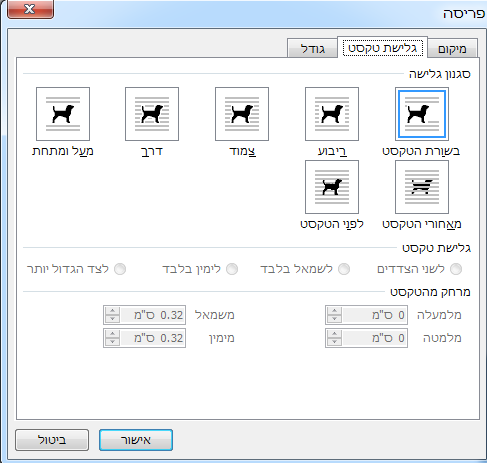 פריסה
מיקום גלישת טקסט גודל
סגנון גלישה
בשורת הטקסט ריבוע צמוד דרך מעל ומתחת
מאחורי הטקסט לפני הטקסט
גלישת טקסט
לשני הצדדים לשמאל בלבד לימין בלבד לצד הגדול יותר
מרחק מהטקסט
מלמעלה 0 ס"מ משמאל 0.32 ס"מ
מלמטה 0 ס"מ מימין 0.32 ס"מ
אישור ביטול